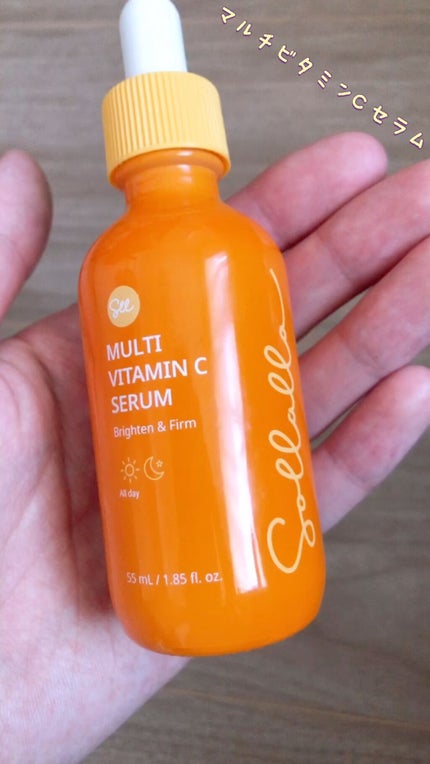 マルチビタミンCセラム
Sll
MULTI
VITAMIN C
SERUM
Brighten & Firm
All day
55 mL / 1.85 fl. oz.
Sollalla